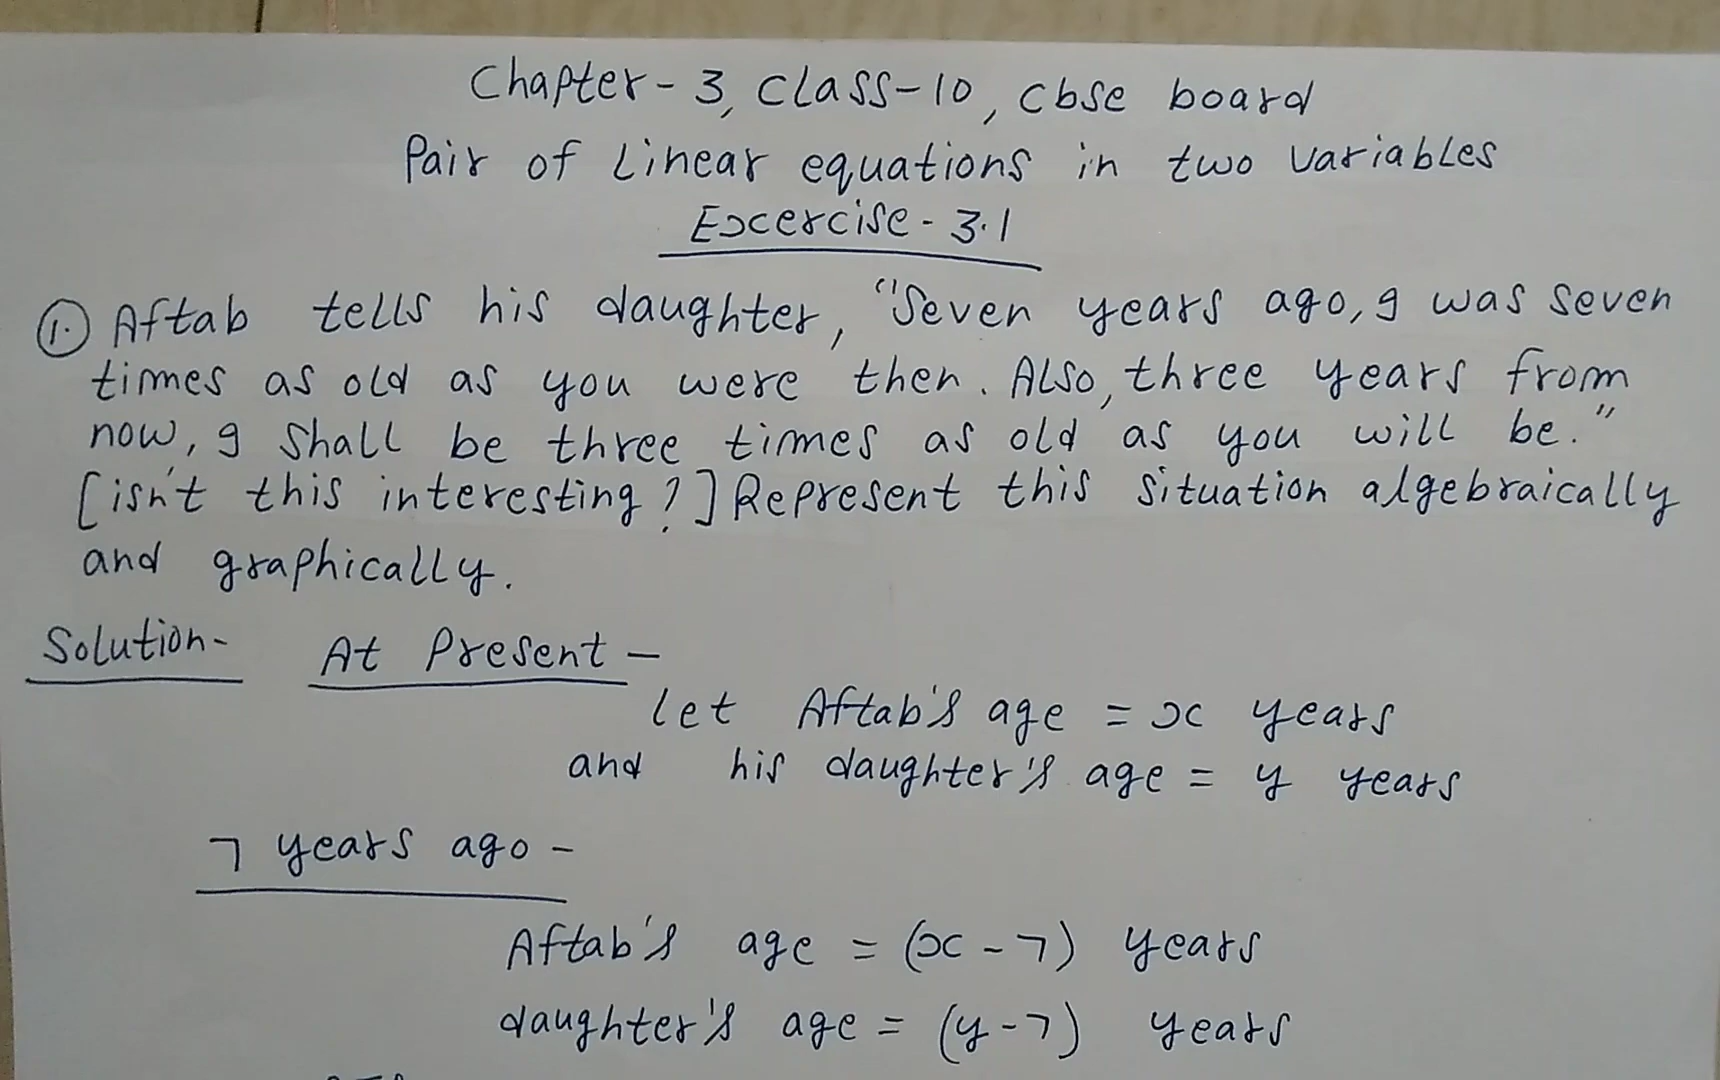 Chapter-3, Class-10, Cbse board
Pair of Linear equations in two variables
Excercise-3.1
1. Aftab tells his daughter, "Seven years ago, I was seven
times as old as you were then. Also, three years from
now, I shall be three times as old as you will be."
[isn't this interesting?] Represent this situation algebraically
and graphically.
Solution- At Present-
let Aftab's age = x years
and his daughter's age = y years
7 years ago-
Aftab's age = (x-7) years
daughter's age = (y-7) years